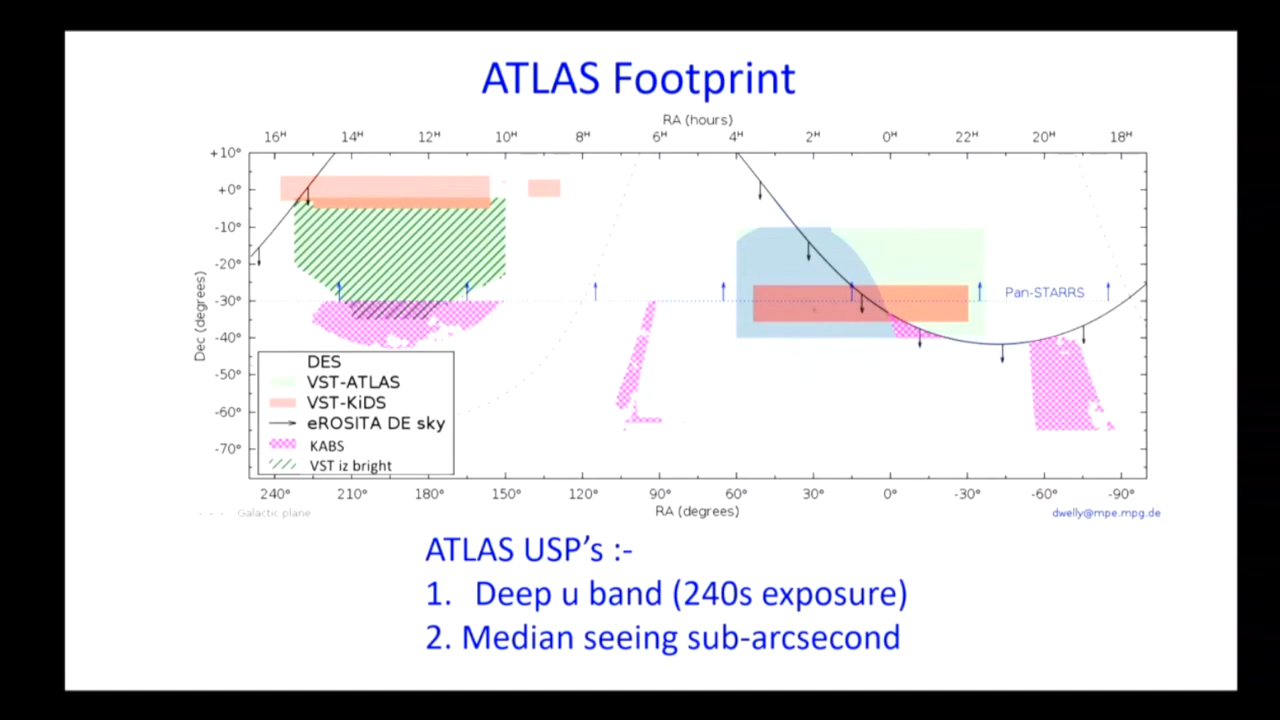 ATLAS Footprint
RA (hours)
16ᴴ 14ᴴ 12ᴴ 10ᴴ 8ᴴ 6ᴴ 4ᴴ 2ᴴ 0ᴴ 22ᴴ 20ᴴ 18ᴴ
+10°
+0°
-10°
-20°
-30°
-40°
-50°
-60°
-70°
Dec (degrees)
Pan-STARRS
DES
VST-ATLAS
VST-KiDS
eROSITA DE sky
KABS
VST iz bright
240° 210° 180° 150° 120° 90° 60° 30° 0° -30° -60° -90°
Galactic plane
RA (degrees)
dwelly@mpe.mpg.de
ATLAS USP’s :-
1. Deep u band (240s exposure)
2. Median seeing sub-arcsecond